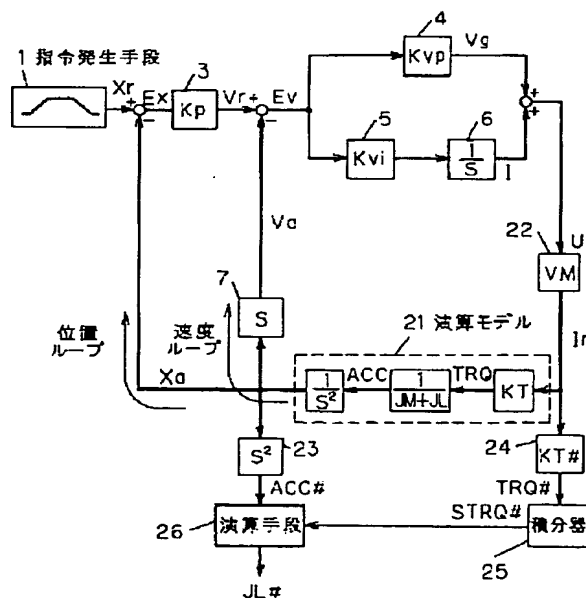 1 指令発生手段
Xr
+
−
Ex
3
Kp
Vr
+
−
Ev
4
Kvp
Vg
+
+
5
Kvi
6
1
S
I
U
22
VM
Ir
Va
7
S
位置
ループ
速度
ループ
Xa
21 演算モデル
1
S²
ACC
1
JM+JL
TRQ
KT
23
S²
ACC#
24
KT#
TRQ#
STRQ#
26
演算手段
積分器
25
JL#